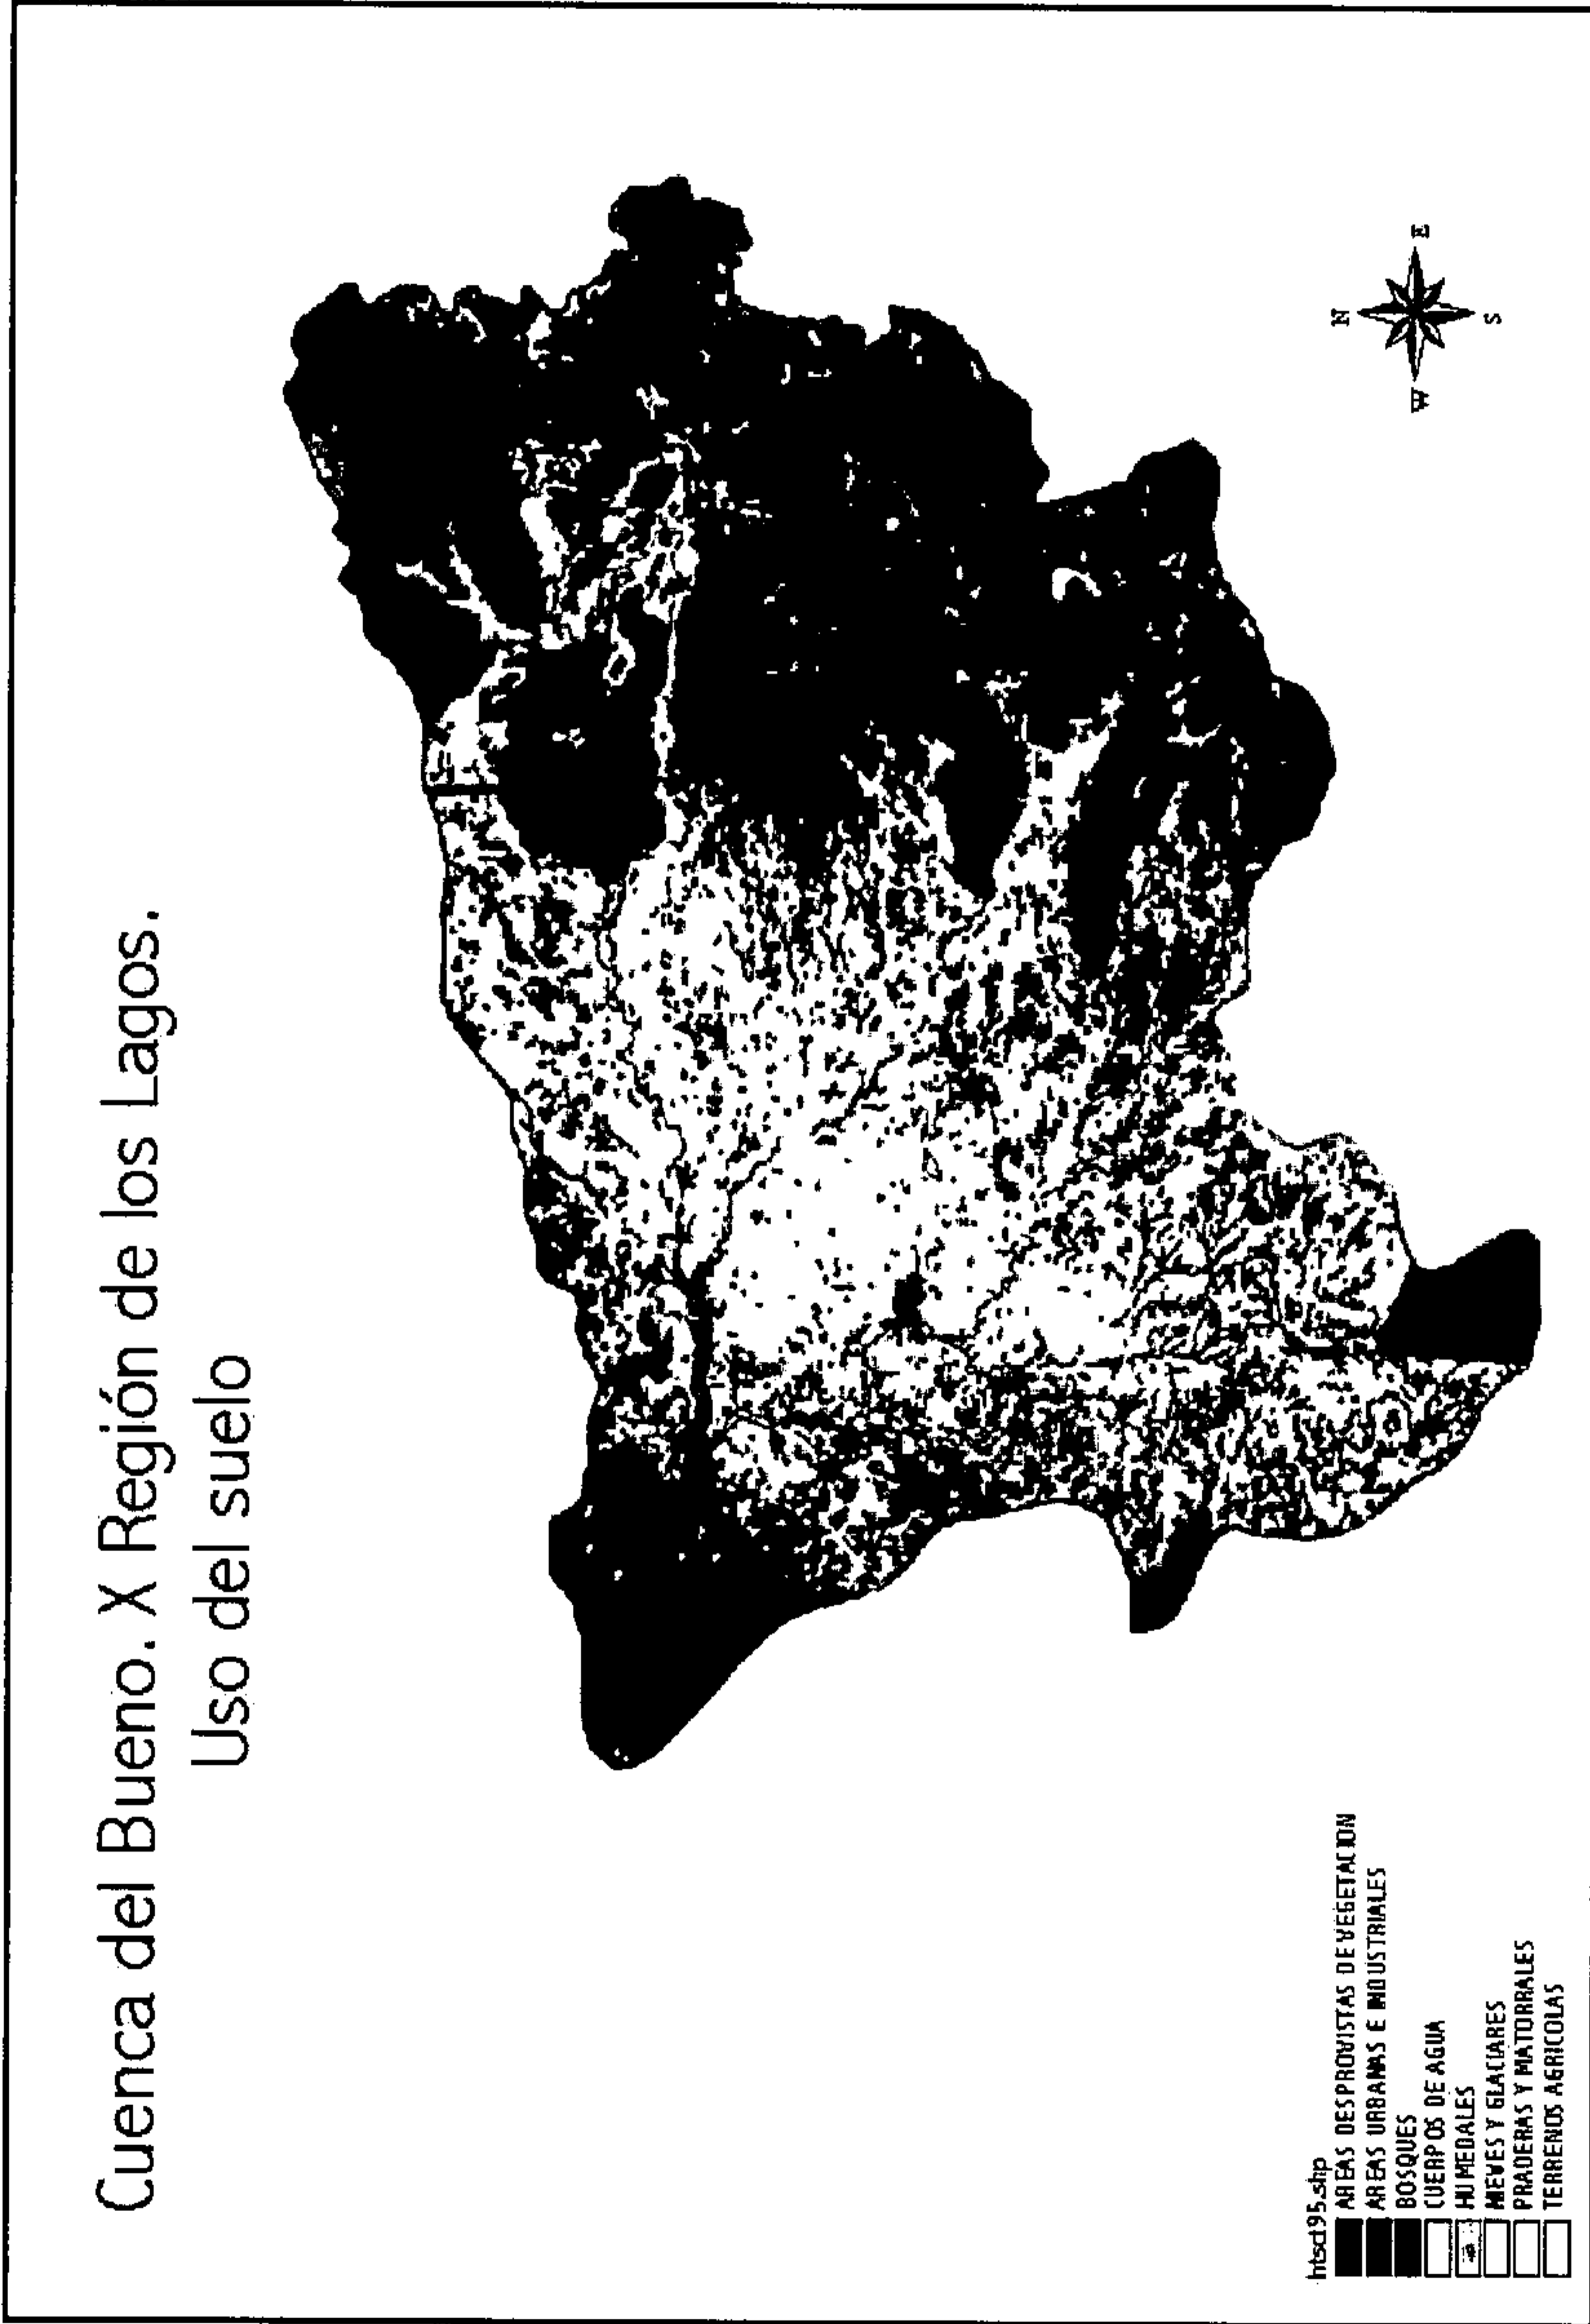 Cuenca del Bueno. X Región de los Lagos.
Uso del suelo
N
W
E
S
htsd95.shp
AREAS DESPROVISTAS DE VEGETACION
AREAS URBANAS E INDUSTRIALES
BOSQUES
CUERPOS DE AGUA
HUMEDALES
NIEVES Y GLACIARES
PRADERAS Y MATORRALES
TERRENOS AGRICOLAS